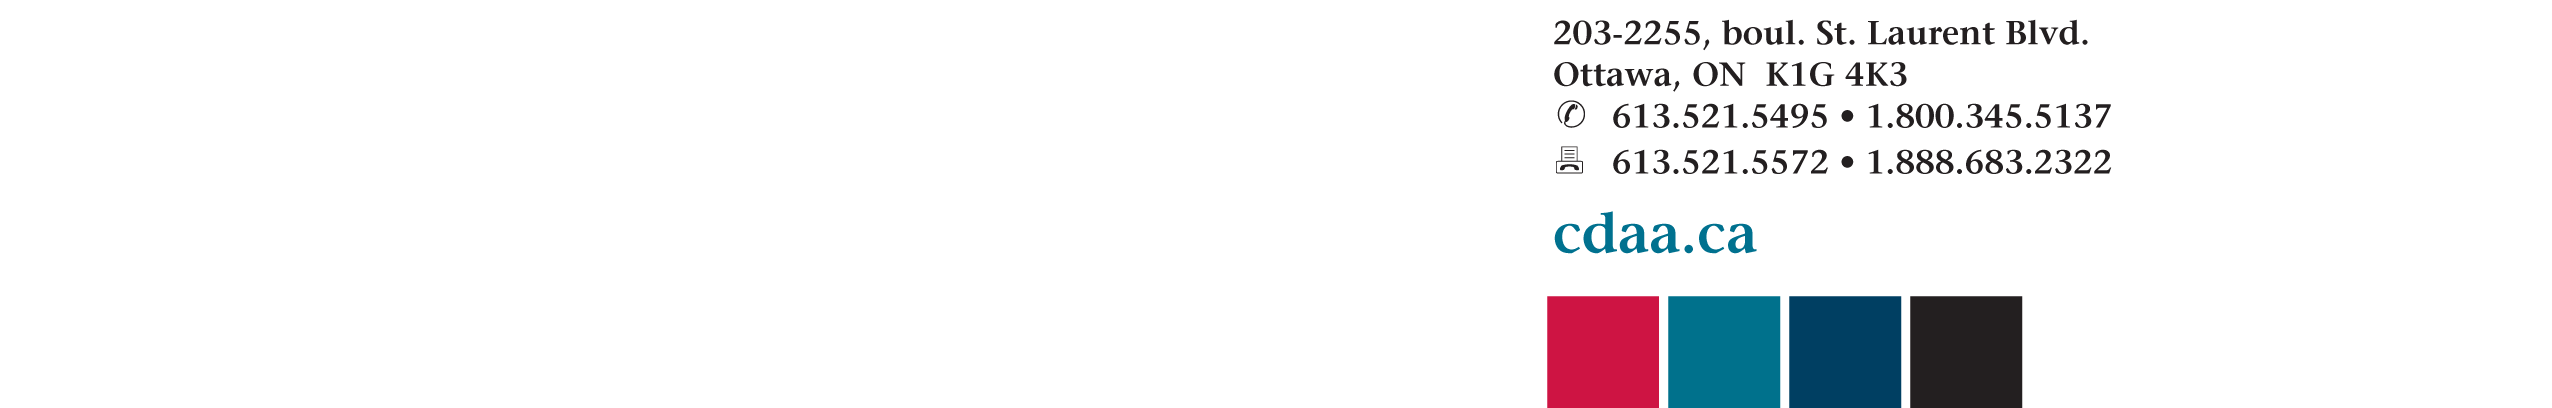 203-2255, boul. St. Laurent Blvd.
Ottawa, ON  K1G 4K3
✆ 613.521.5495 • 1.800.345.5137
🖷 613.521.5572 • 1.888.683.2322
cdaa.ca